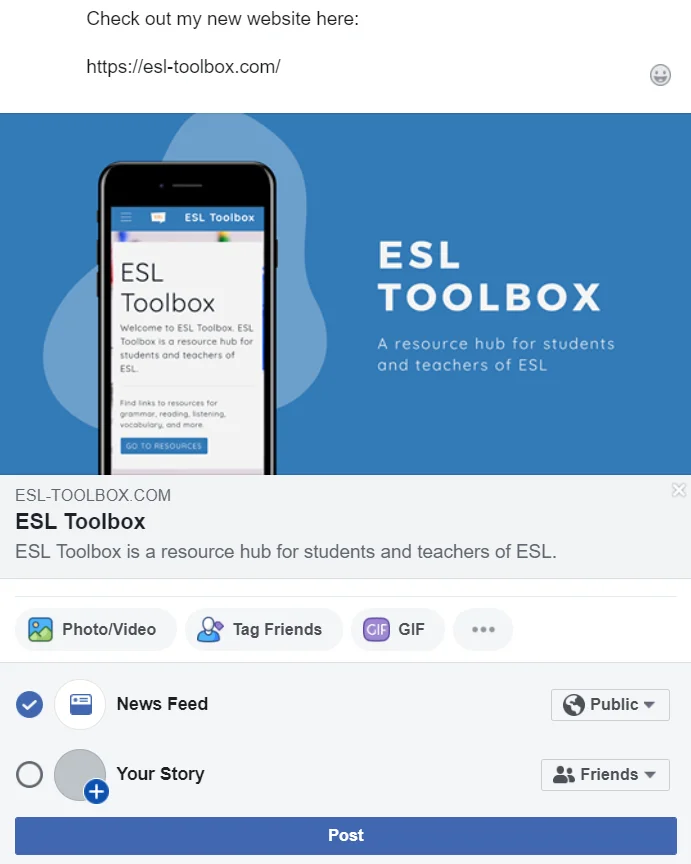 Check out my new website here:
https://esl-toolbox.com/
ESL Toolbox
ESL
Toolbox
Welcome to ESL Toolbox. ESL
Toolbox is a resource hub for
students and teachers of
ESL.
Find links to resources for
grammar, reading, listening,
vocabulary, and more.
GO TO RESOURCES
ESL
TOOLBOX
A resource hub for students
and teachers of ESL
ESL-TOOLBOX.COM
ESL Toolbox
ESL Toolbox is a resource hub for students and teachers of ESL.
Photo/Video
Tag Friends
GIF GIF
News Feed
Public
Your Story
Friends
Post